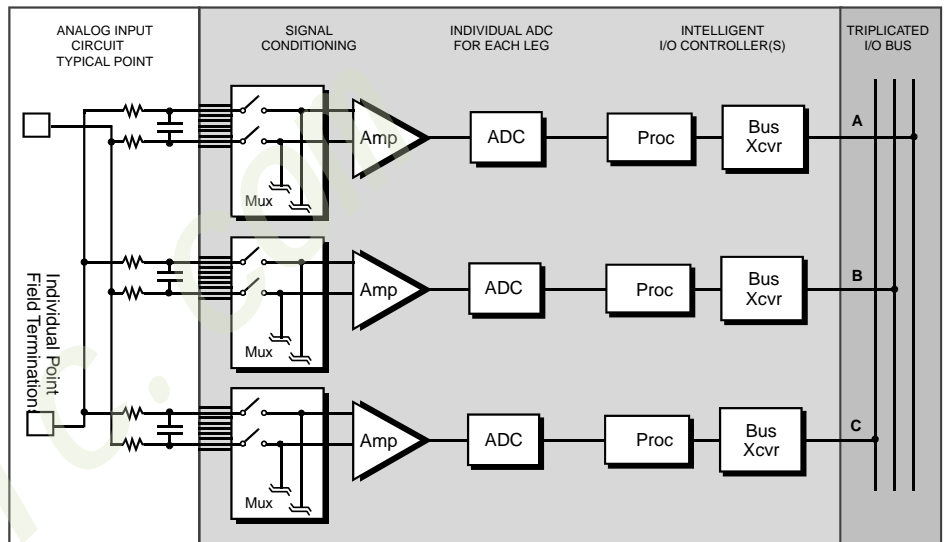 ANALOG INPUT
CIRCUIT
TYPICAL POINT
SIGNAL
CONDITIONING
INDIVIDUAL ADC
FOR EACH LEG
INTELLIGENT
I/O CONTROLLER(S)
TRIPLICATED
I/O BUS
Amp
ADC
Proc
Bus
Xcvr
A
Mux
Amp
ADC
Proc
Bus
Xcvr
B
Mux
Individual Point
Field Terminations
Amp
ADC
Proc
Bus
Xcvr
C
Mux